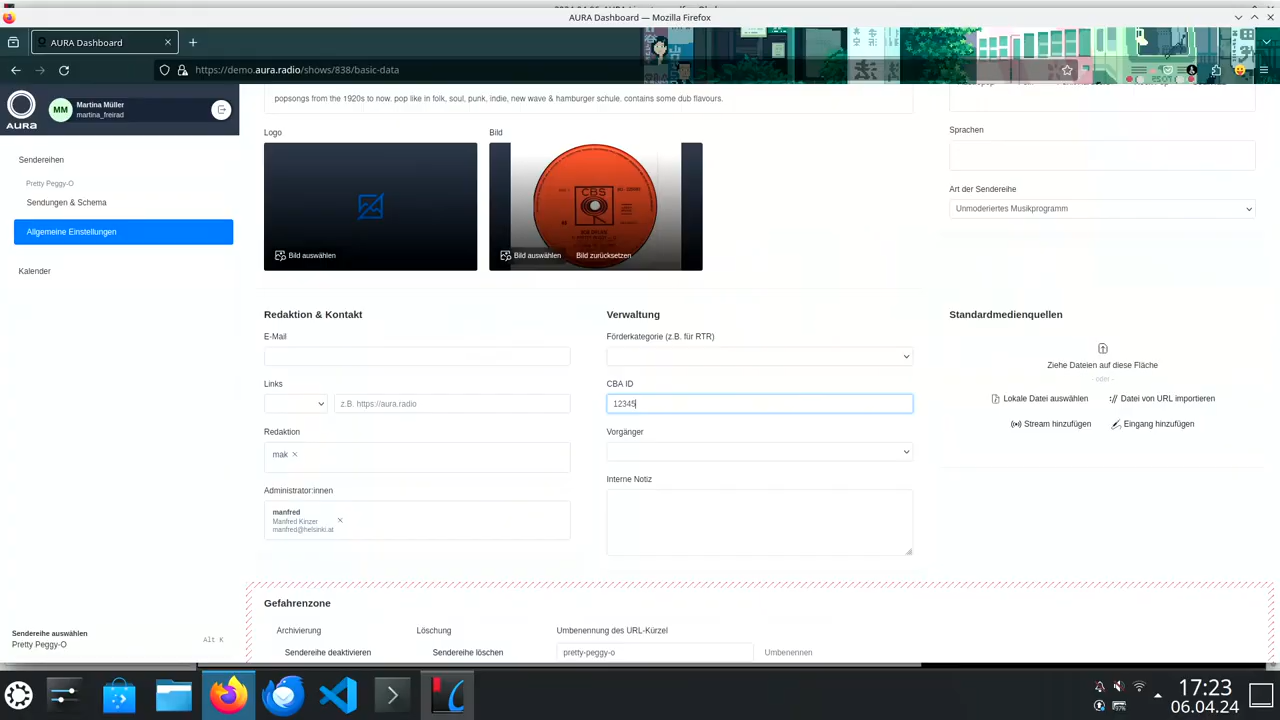 AURA Dashboard — Mozilla Firefox
AURA Dashboard
https://demo.aura.radio/shows/838/basic-data
AURA
MM
Martina Müller
martina_freirad
Sendereihen
Pretty Peggy-O
Sendungen & Schema
Allgemeine Einstellungen
Kalender
Sendereihe auswählen
Pretty Peggy-O
Alt K
popsongs from the 1920s to now. pop like in folk, soul, punk, indie, new wave & hamburger schule. contains some dub flavours.
Logo
Bild auswählen
Bild
CBS
Bild auswählen
Bild zurücksetzen
Sprachen
Art der Sendereihe
Unmoderiertes Musikprogramm
Redaktion & Kontakt
E-Mail
Links
z.B. https://aura.radio
Redaktion
mak
Administrator:innen
manfred
Manfred Kinzer
manfred@helsinki.at
Verwaltung
Förderkategorie (z.B. für RTR)
CBA ID
12345
Vorgänger
Interne Notiz
Standardmedienquellen
Ziehe Dateien auf diese Fläche
- oder -
Lokale Datei auswählen
Datei von URL importieren
Stream hinzufügen
Eingang hinzufügen
Gefahrenzone
Archivierung
Sendereihe deaktivieren
Löschung
Sendereihe löschen
Umbenennung des URL-Kürzel
pretty-peggy-o
Umbenennen
17:23
06.04.24